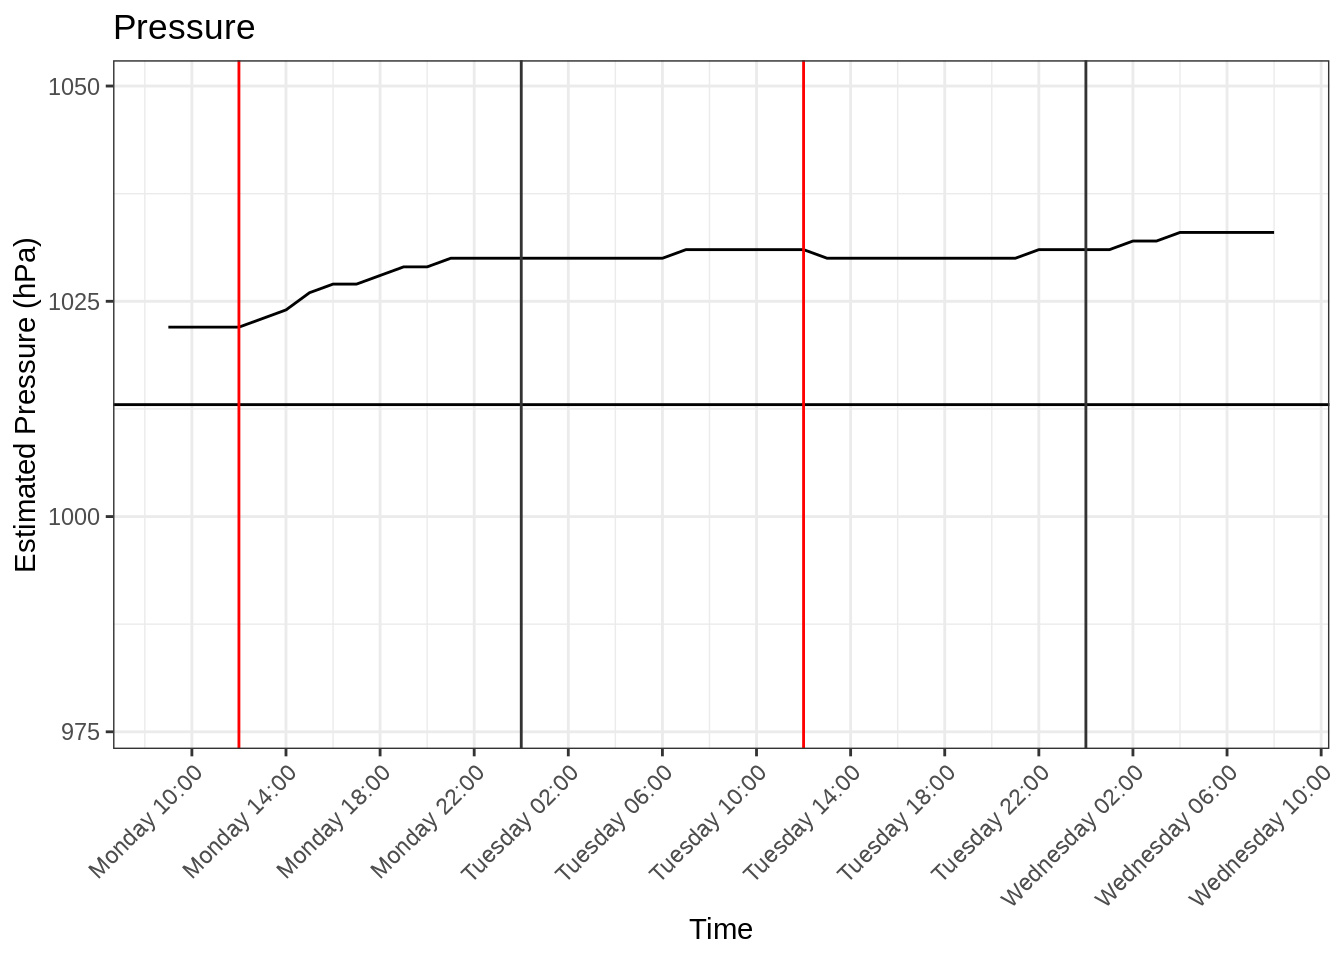 Pressure
1050
1025
1000
975
Estimated Pressure (hPa)
Monday 10:00
Monday 14:00
Monday 18:00
Monday 22:00
Tuesday 02:00
Tuesday 06:00
Tuesday 10:00
Tuesday 14:00
Tuesday 18:00
Tuesday 22:00
Wednesday 02:00
Wednesday 06:00
Wednesday 10:00
Time